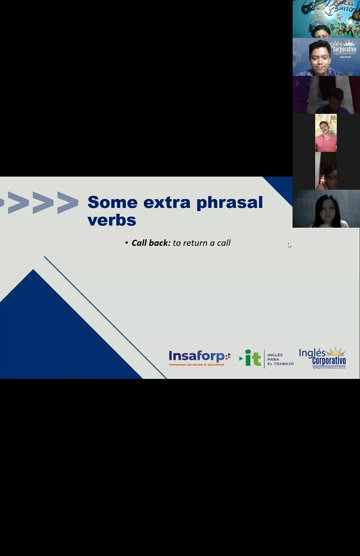 Some extra phrasal
verbs
• Call back: to return a call
Insaforp
it
INGLÉS
PARA
EL TRABAJO
Inglés
Corporativo